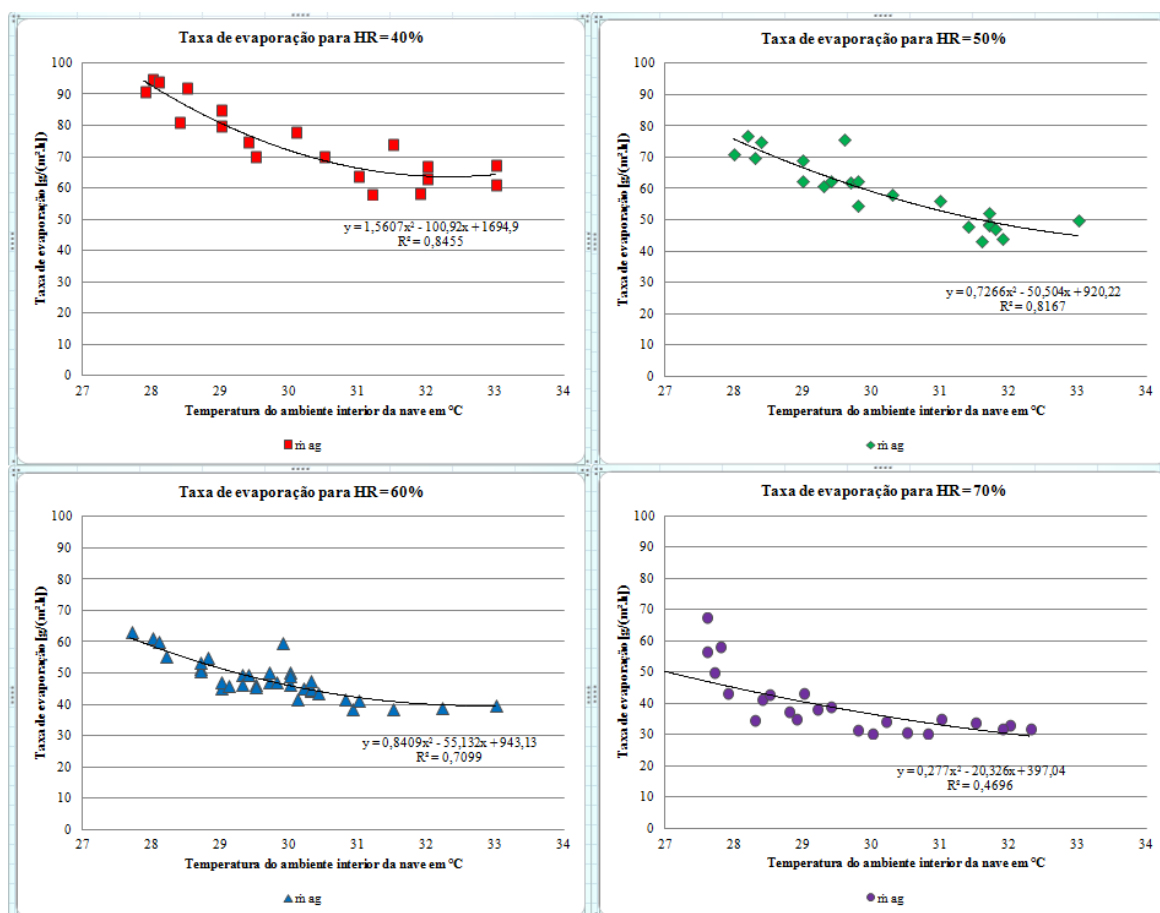 Taxa de evaporação para HR = 40%
Taxa de evaporação [g/(m².h])
100
90
80
70
60
50
40
30
20
10
0
y = 1,5607x² - 100,92x + 1694,9
R² = 0,8455
27 28 29 30 31 32 33 34
Temperatura do ambiente interior da nave em °C
ṁ ag
Taxa de evaporação para HR = 50%
Taxa de evaporação [g/(m².h])
100
90
80
70
60
50
40
30
20
10
0
y = 0,7266x² - 50,504x + 920,22
R² = 0,8167
27 28 29 30 31 32 33 34
Temperatura do ambiente interior da nave em °C
ṁ ag
Taxa de evaporação para HR = 60%
Taxa de evaporação [g/(m².h])
100
90
80
70
60
50
40
30
20
10
0
y = 0,8409x² - 55,132x + 943,13
R² = 0,7099
27 28 29 30 31 32 33 34
Temperatura do ambiente interior da nave em °C
ṁ ag
Taxa de evaporação para HR = 70%
Taxa de evaporação [g/(m².h])
100
90
80
70
60
50
40
30
20
10
0
y = 0,277x² - 20,326x + 397,04
R² = 0,4696
27 28 29 30 31 32 33 34
Temperatura do ambiente interior da nave em °C
ṁ ag